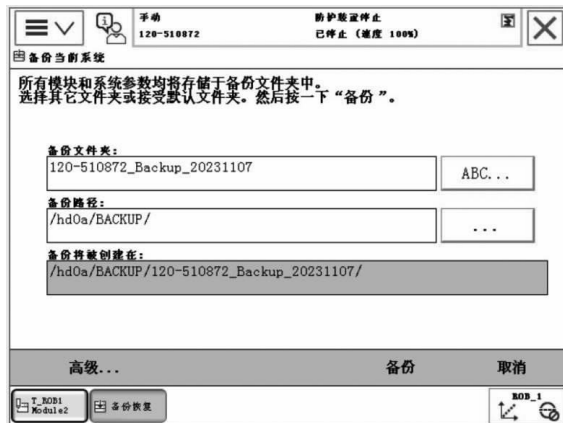 手动
120-510872
防护装置停止
已停止 (速度 100%)
备份当前系统
所有模块和系统参数均将存储于备份文件夹中。
选择其它文件夹或接受默认文件夹。然后按一下“备份 ”。
备份文件夹:
120-510872_Backup_20231107
ABC...
备份路径:
/hd0a/BACKUP/
...
备份将被创建在:
/hd0a/BACKUP/120-510872_Backup_20231107/
高级...
备份
取消
T_ROB1
Module2
备份恢复
ROB_1